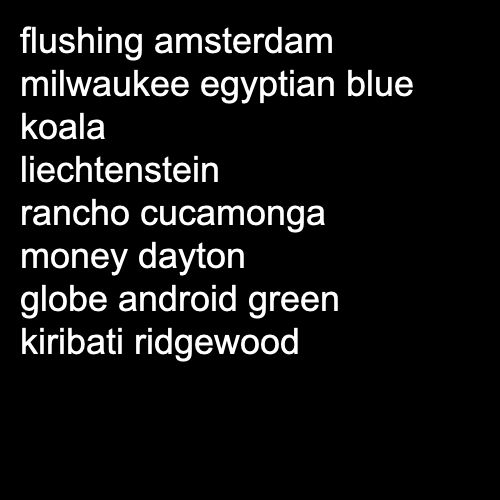 flushing amsterdam
milwaukee egyptian blue
koala
liechtenstein
rancho cucamonga
money dayton
globe android green
kiribati ridgewood